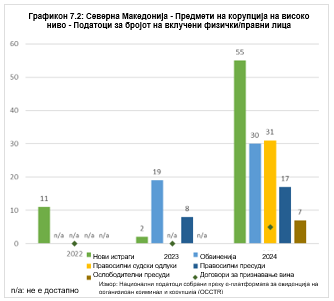 Графикон 7.2: Северна Македонија - Предмети на корупција на високо
ниво - Податоци за бројот на вклучени физички/правни лица
60
50
40
30
20
10
0
11
n/a
n/a n/a n/a
2
19
n/a
8
n/a
55
30
31
17
7
2022
2023
2024
Нови истраги
Обвиненија
Правосилни судски одлуки
Правосилни пресуди
Ослободителни пресуди
Договори за признавање вина
n/a: не е достапно
Извор: Национални податоци собрани преку е-платформата за евиденција на
организиран криминал и корупција (OCCTR)